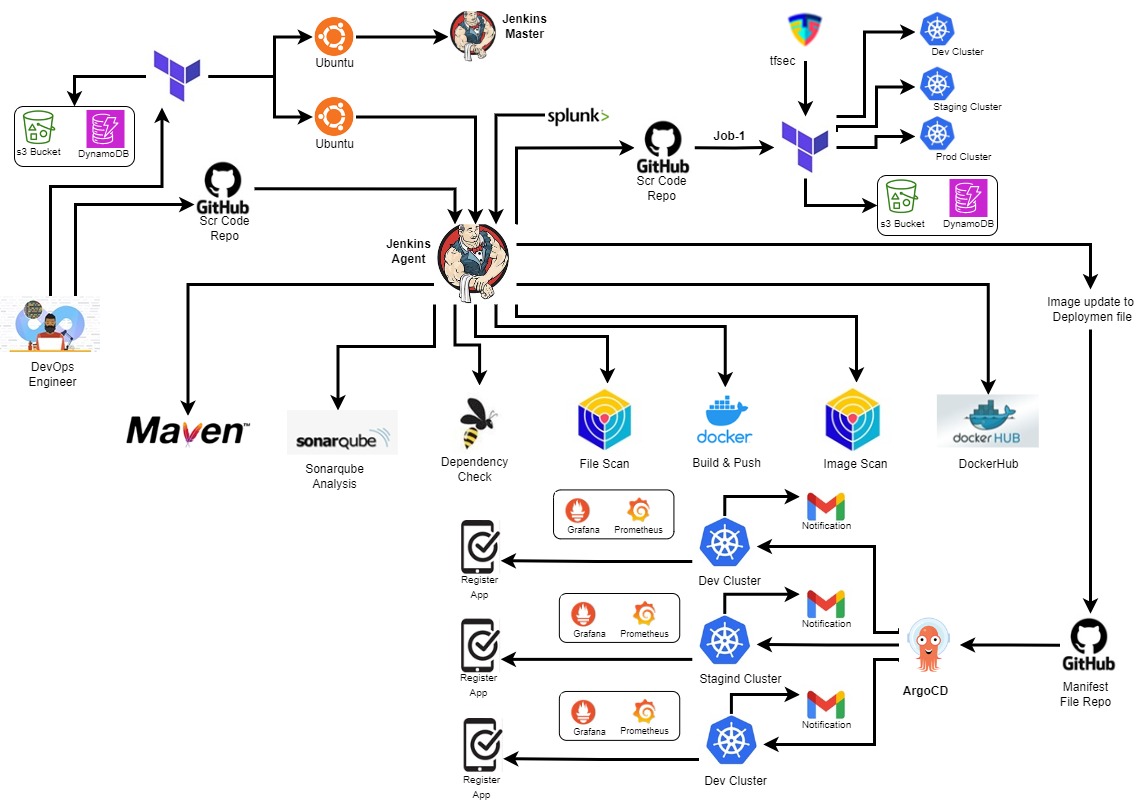 Jenkins
Master
Ubuntu
s3 Bucket
DynamoDB
Ubuntu
GitHub
Scr Code
Repo
splunk>
GitHub
Scr Code
Repo
Job-1
tfsec
Dev Cluster
Staging Cluster
Prod Cluster
s3 Bucket
DynamoDB
Jenkins
Agent
DevOps
Engineer
Image update to
Deploymen file
Maven™
sonarqube
Sonarqube
Analysis
Dependency
Check
File Scan
docker
Build & Push
Image Scan
docker HUB
DockerHub
Grafana
Prometheus
Notification
Register
App
Dev Cluster
Grafana
Prometheus
Notification
Register
App
Stagind Cluster
ArgoCD
GitHub
Manifest
File Repo
Grafana
Prometheus
Notification
Register
App
Dev Cluster